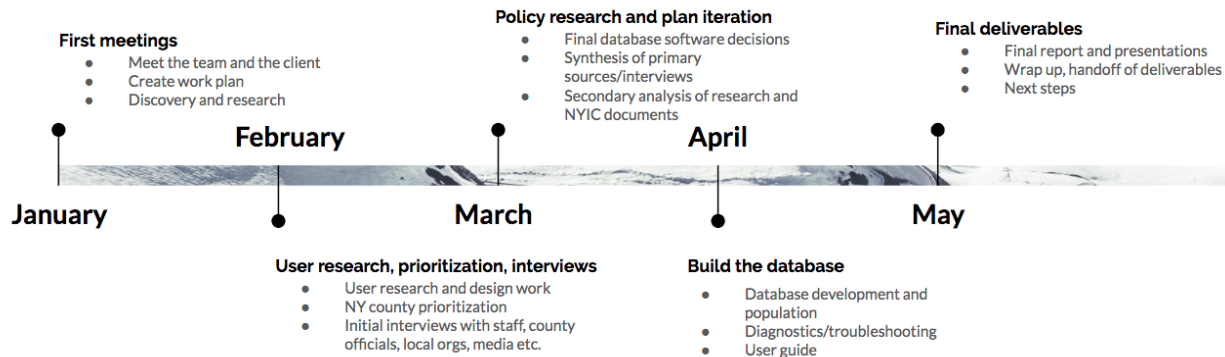 First meetings
● Meet the team and the client
● Create work plan
● Discovery and research
January
February
User research, prioritization, interviews
● User research and design work
● NY county prioritization
● Initial interviews with staff, county
officials, local orgs, media etc.
Policy research and plan iteration
● Final database software decisions
● Synthesis of primary
sources/interviews
● Secondary analysis of research and
NYIC documents
March
April
Build the database
● Database development and
population
● Diagnostics/troubleshooting
● User guide
Final deliverables
● Final report and presentations
● Wrap up, handoff of deliverables
● Next steps
May